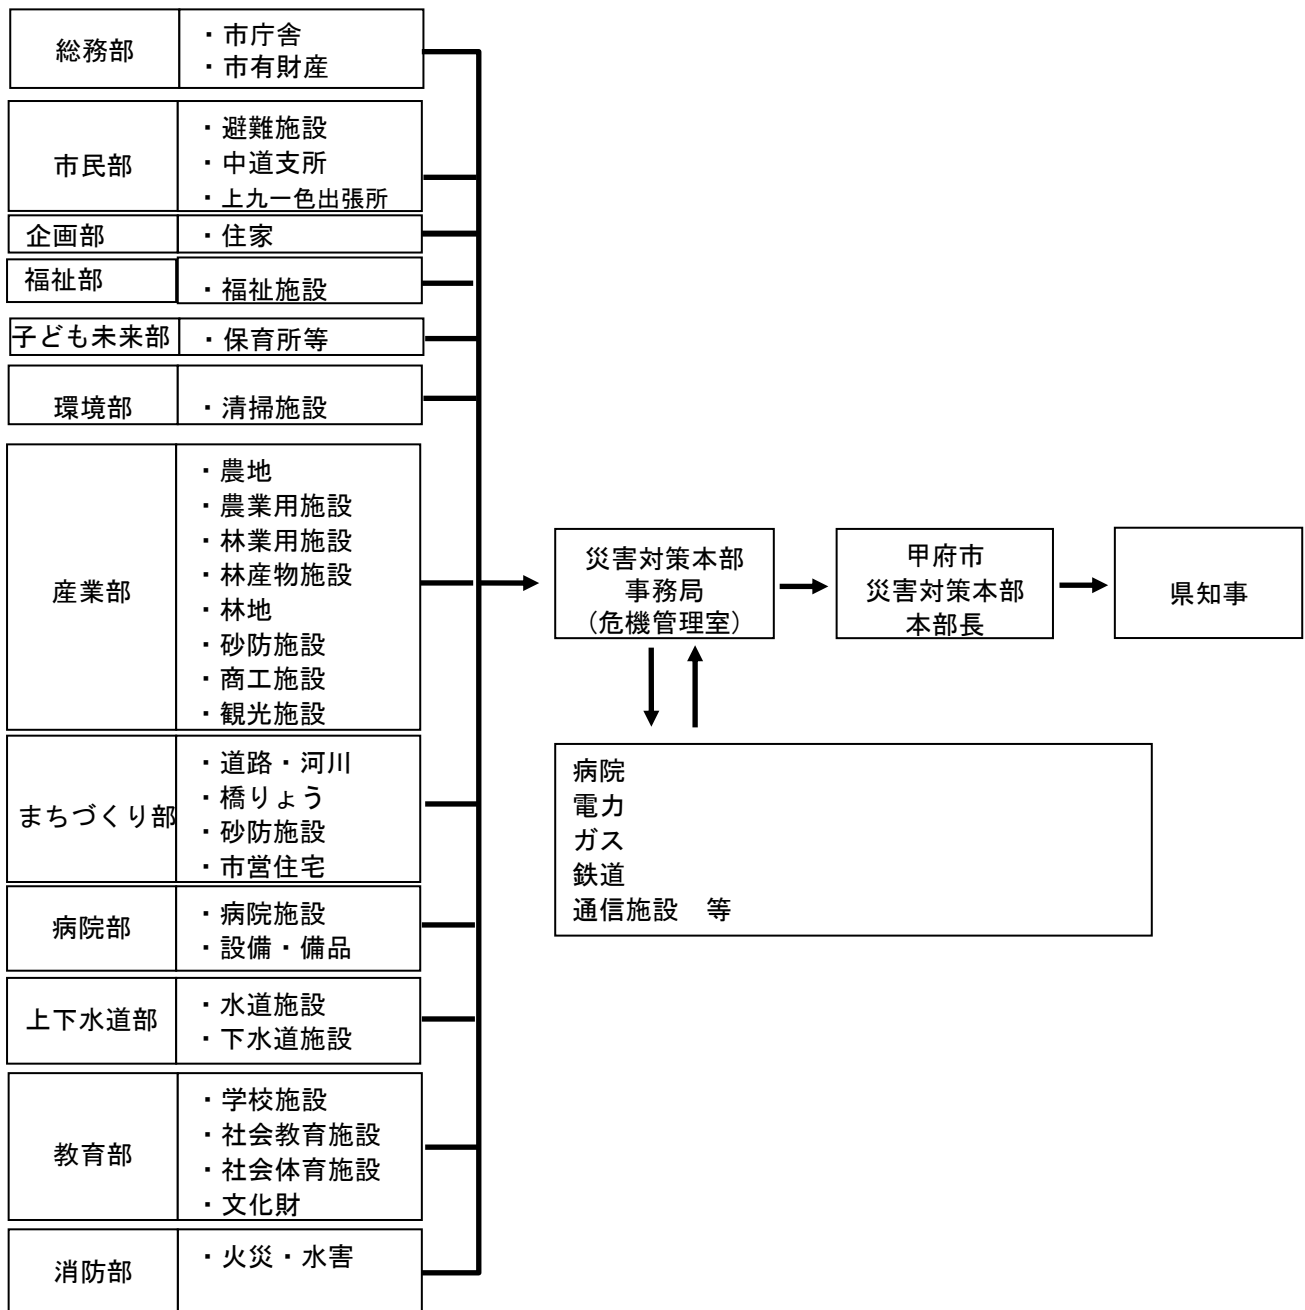 総務部
・市庁舎
・市有財産
市民部
・避難施設
・中道支所
・上九一色出張所
企画部
・住家
福祉部
・福祉施設
子ども未来部
・保育所等
環境部
・清掃施設
産業部
・農地
・農業用施設
・林業用施設
・林産物施設
・林地
・砂防施設
・商工施設
・観光施設
まちづくり部
・道路・河川
・橋りょう
・砂防施設
・市営住宅
病院部
・病院施設
・設備・備品
上下水道部
・水道施設
・下水道施設
教育部
・学校施設
・社会教育施設
・社会体育施設
・文化財
消防部
・火災・水害
災害対策本部
事務局
（危機管理室）
甲府市
災害対策本部
本部長
県知事
病院
電力
ガス
鉄道
通信施設　等